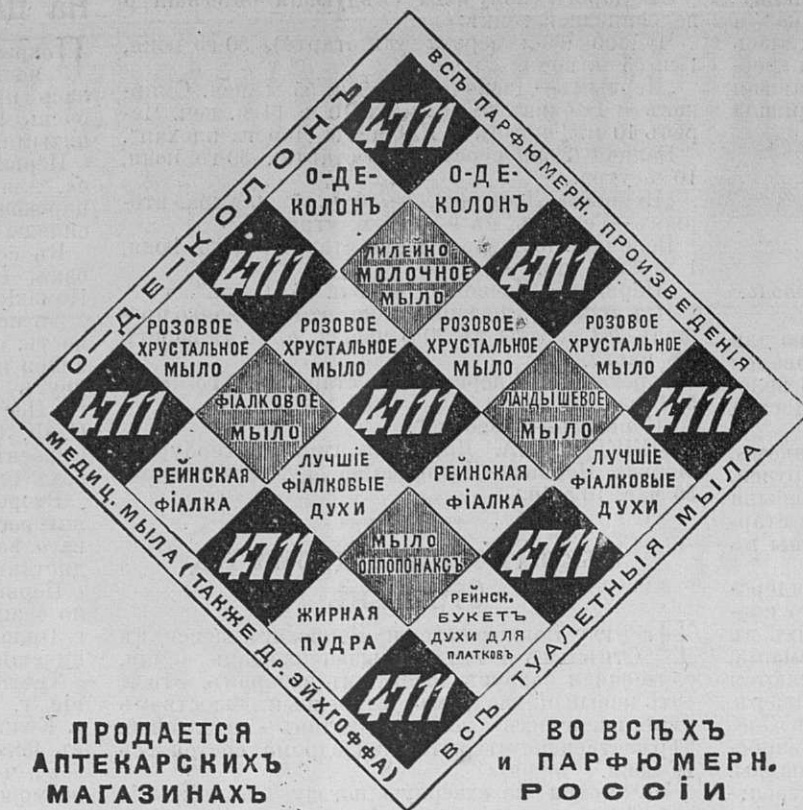 О—ДЕ—КОЛОНЪ
ВСѢ ПАРФЮМЕРН. ПРОИЗВЕДЕНІЯ
4711
О-ДЕ-
КОЛОНЪ
О-ДЕ-
КОЛОНЪ
4711
ЛИЛЕЙНО
МОЛОЧНОЕ
МЫЛО
4711
РОЗОВОЕ
ХРУСТАЛЬНОЕ
МЫЛО
РОЗОВОЕ
ХРУСТАЛЬНОЕ
МЫЛО
РОЗОВОЕ
ХРУСТАЛЬНОЕ
МЫЛО
РОЗОВОЕ
ХРУСТАЛЬНОЕ
МЫЛО
4711
ФІАЛКОВОЕ
МЫЛО
4711
ЛАНДЫШЕВОЕ
МЫЛО
4711
РЕЙНСКАЯ
ФІАЛКА
ЛУЧШІЕ
ФІАЛКОВЫЕ
ДУХИ
РЕЙНСКАЯ
ФІАЛКА
ЛУЧШІЕ
ФІАЛКОВЫЕ
ДУХИ
4711
МЫЛО
ОППОПОНАКСЪ
4711
ЖИРНАЯ
ПУДРА
РЕЙНСК.
БУКЕТЪ
ДУХИ ДЛЯ
ПЛАТКОВЪ
4711
МЕДИЦ. МЫЛА (ТАКЖЕ Др. ЭЙХГОФФА)
ВСѢ ТУАЛЕТНЫЯ МЫЛА
ПРОДАЕТСЯ ВО ВСѢХЪ
АПТЕКАРСКИХЪ и ПАРФЮМЕРН.
МАГАЗИНАХЪ РОССІИ